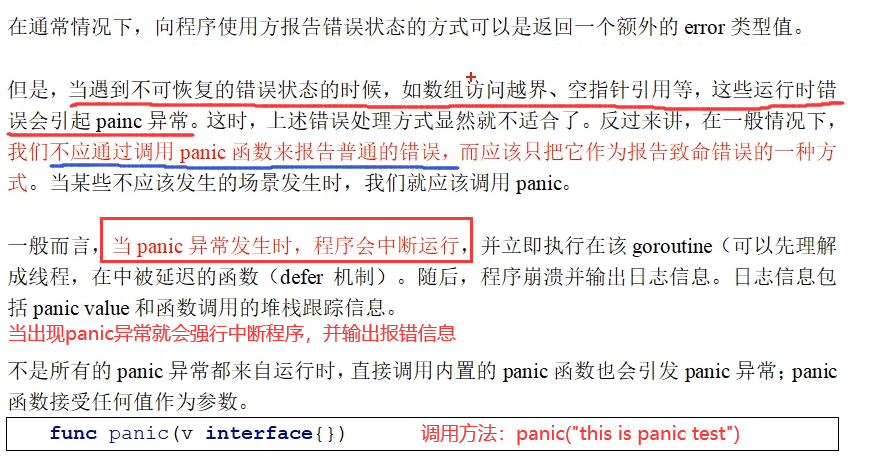 在通常情况下，向程序使用方报告错误状态的方式可以是返回一个额外的 error 类型值。
但是，当遇到不可恢复的错误状态的时候，如数组访问越界、空指针引用等，这些运行时错
误会引起 painc 异常。这时，上述错误处理方式显然就不适合了。反过来讲，在一般情况下，
我们不应通过调用 panic 函数来报告普通的错误，而应该只把它作为报告致命错误的一种方
式。当某些不应该发生的场景发生时，我们就应该调用 panic。
一般而言，当 panic 异常发生时，程序会中断运行，并立即执行在该 goroutine（可以先理解
成线程，在中被延迟的函数（defer 机制）。随后，程序崩溃并输出日志信息。日志信息包
括 panic value 和函数调用的堆栈跟踪信息。
当出现panic异常就会强行中断程序，并输出报错信息
不是所有的 panic 异常都来自运行时，直接调用内置的 panic 函数也会引发 panic 异常；panic
函数接受任何值作为参数。
func panic(v interface{}) 调用方法：panic("this is panic test")